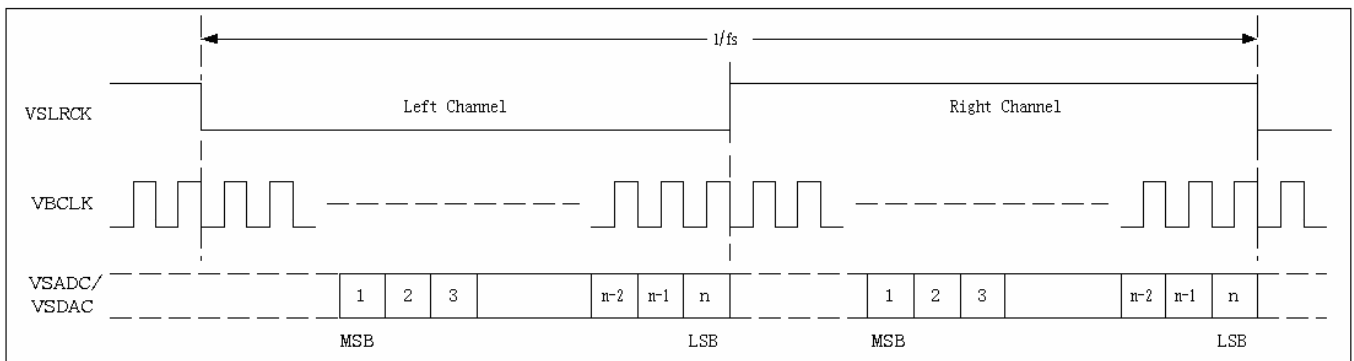 1/fs
VSLRCK
Left Channel
Right Channel
VBCLK
VSADC/
VSDAC
1 2 3 n-2 n-1 n 1 2 3 n-2 n-1 n
MSB LSB MSB LSB